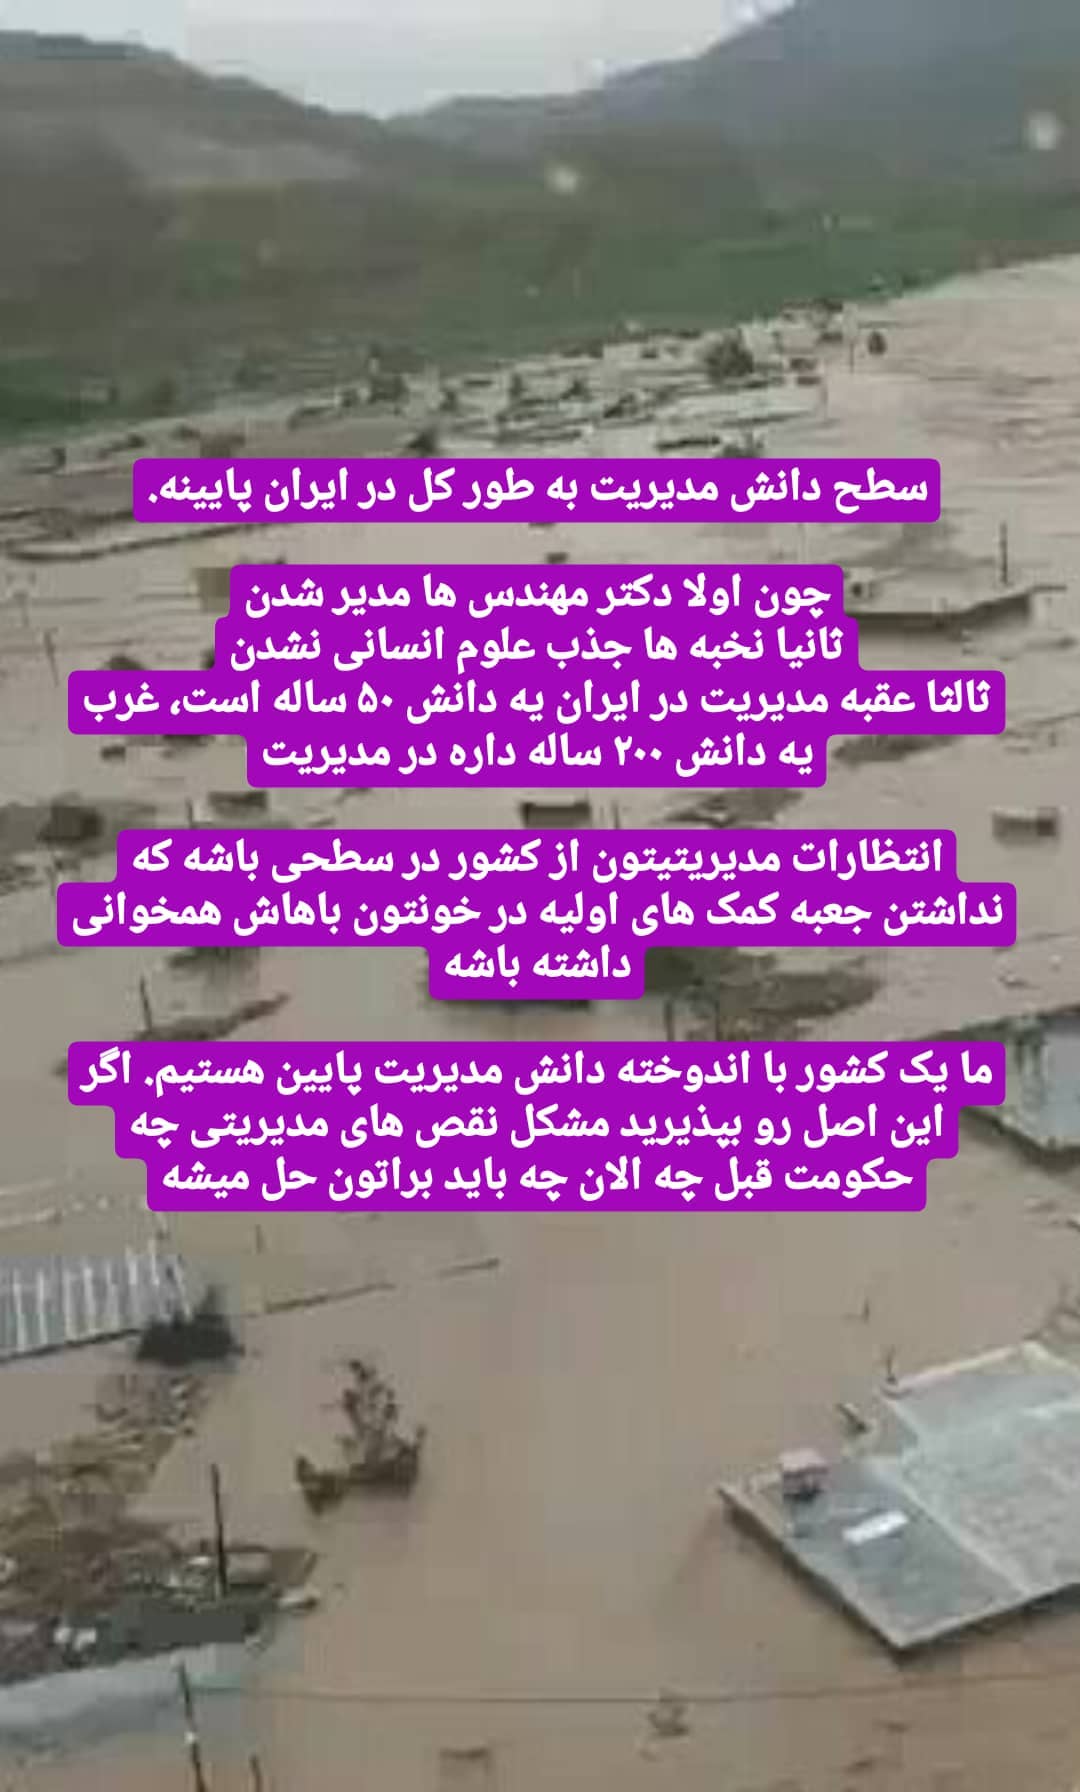 سطح دانش مدیریت به طور کل در ایران پایینه.
چون اولا دکتر مهندس ها مدیر شدن
ثانیا نخبه ها جذب علوم انسانی نشدن
ثالثا عقبه مدیریت در ایران یه دانش ۵۰ ساله است، غرب
یه دانش ۲۰۰ ساله داره در مدیریت
انتظارات مدیریتیتون از کشور در سطحی باشه که
نداشتن جعبه کمک های اولیه در خونتون باهاش همخوانی
داشته باشه
ما یک کشور با اندوخته دانش مدیریت پایین هستیم. اگر
این اصل رو بپذیرید مشکل نقص های مدیریتی چه
حکومت قبل چه الان چه باید براتون حل میشه